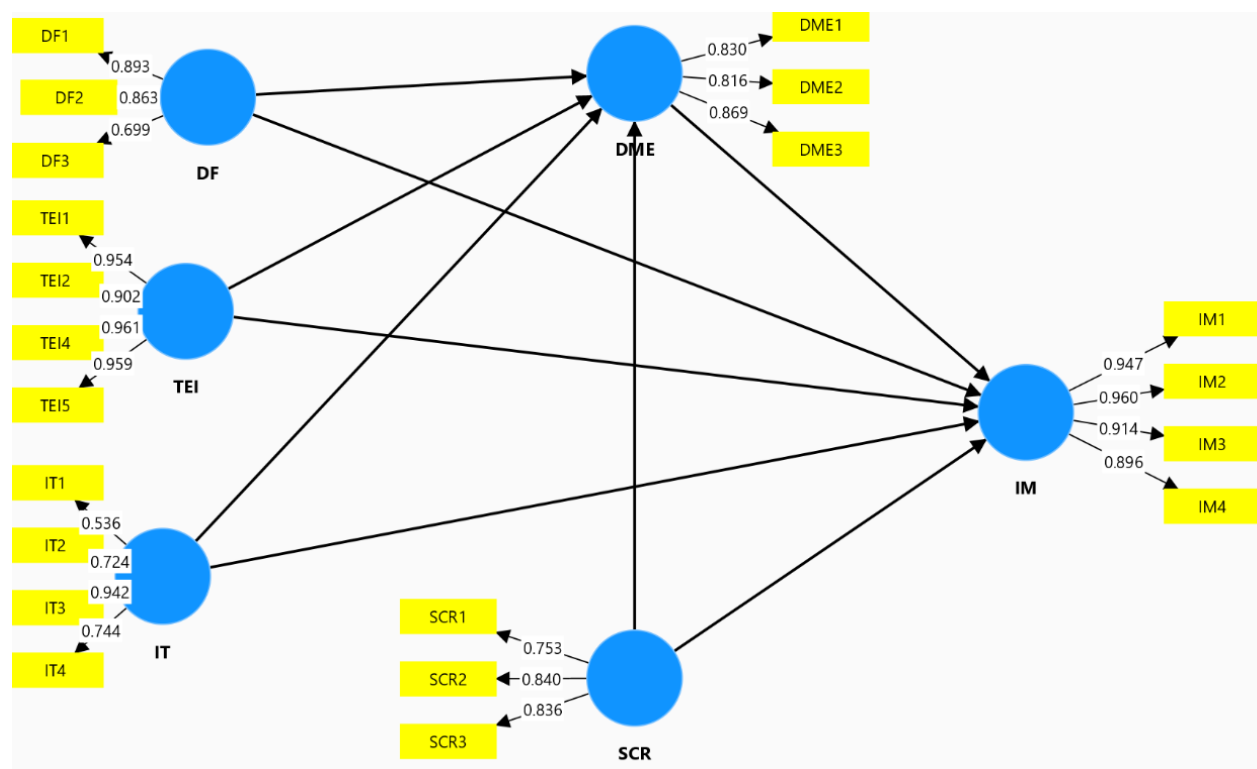 DF1
0.893
DF2
0.863
0.699
DF3
DF
TEI1
0.954
TEI2
0.902
0.961
TEI4
0.959
TEI5
TEI
IT1
0.536
IT2
0.724
0.942
IT3
0.744
IT4
IT
DME1
0.830
0.816
DME2
0.869
DME3
DME
SCR1
0.753
SCR2
0.840
0.836
SCR3
SCR
IM1
0.947
IM2
0.960
0.914
IM3
0.896
IM4
IM